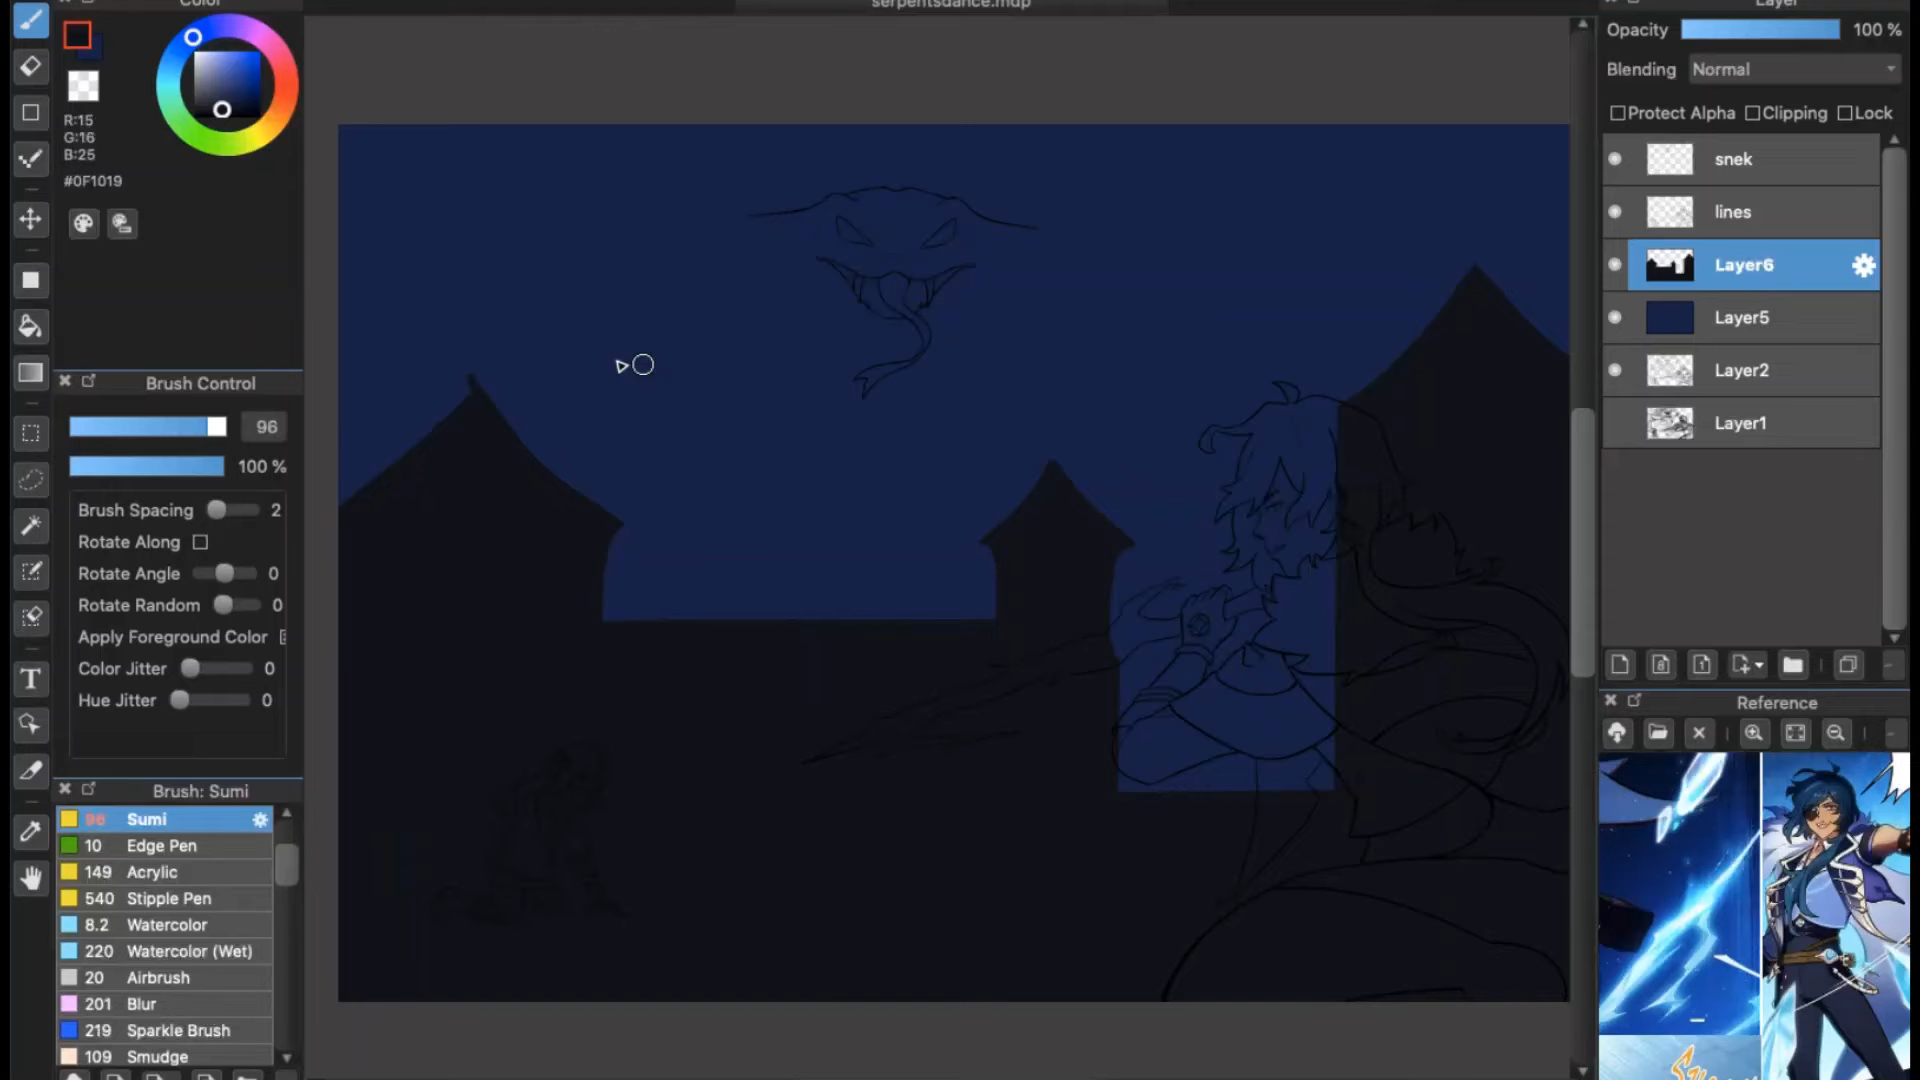 Color
serpentsdance.mdp
Layer
R:15
G:16
B:25
#0F1019
Opacity 100 %
Blending Normal
Protect Alpha Clipping Lock
snek
lines
Layer6
Layer5
Layer2
Layer1
Brush Control
96
100 %
Brush Spacing 2
Rotate Along
Rotate Angle 0
Rotate Random 0
Apply Foreground Color
Color Jitter 0
Hue Jitter 0
Brush: Sumi
96 Sumi
10 Edge Pen
149 Acrylic
540 Stipple Pen
8.2 Watercolor
220 Watercolor (Wet)
20 Airbrush
201 Blur
219 Sparkle Brush
109 Smudge
Reference